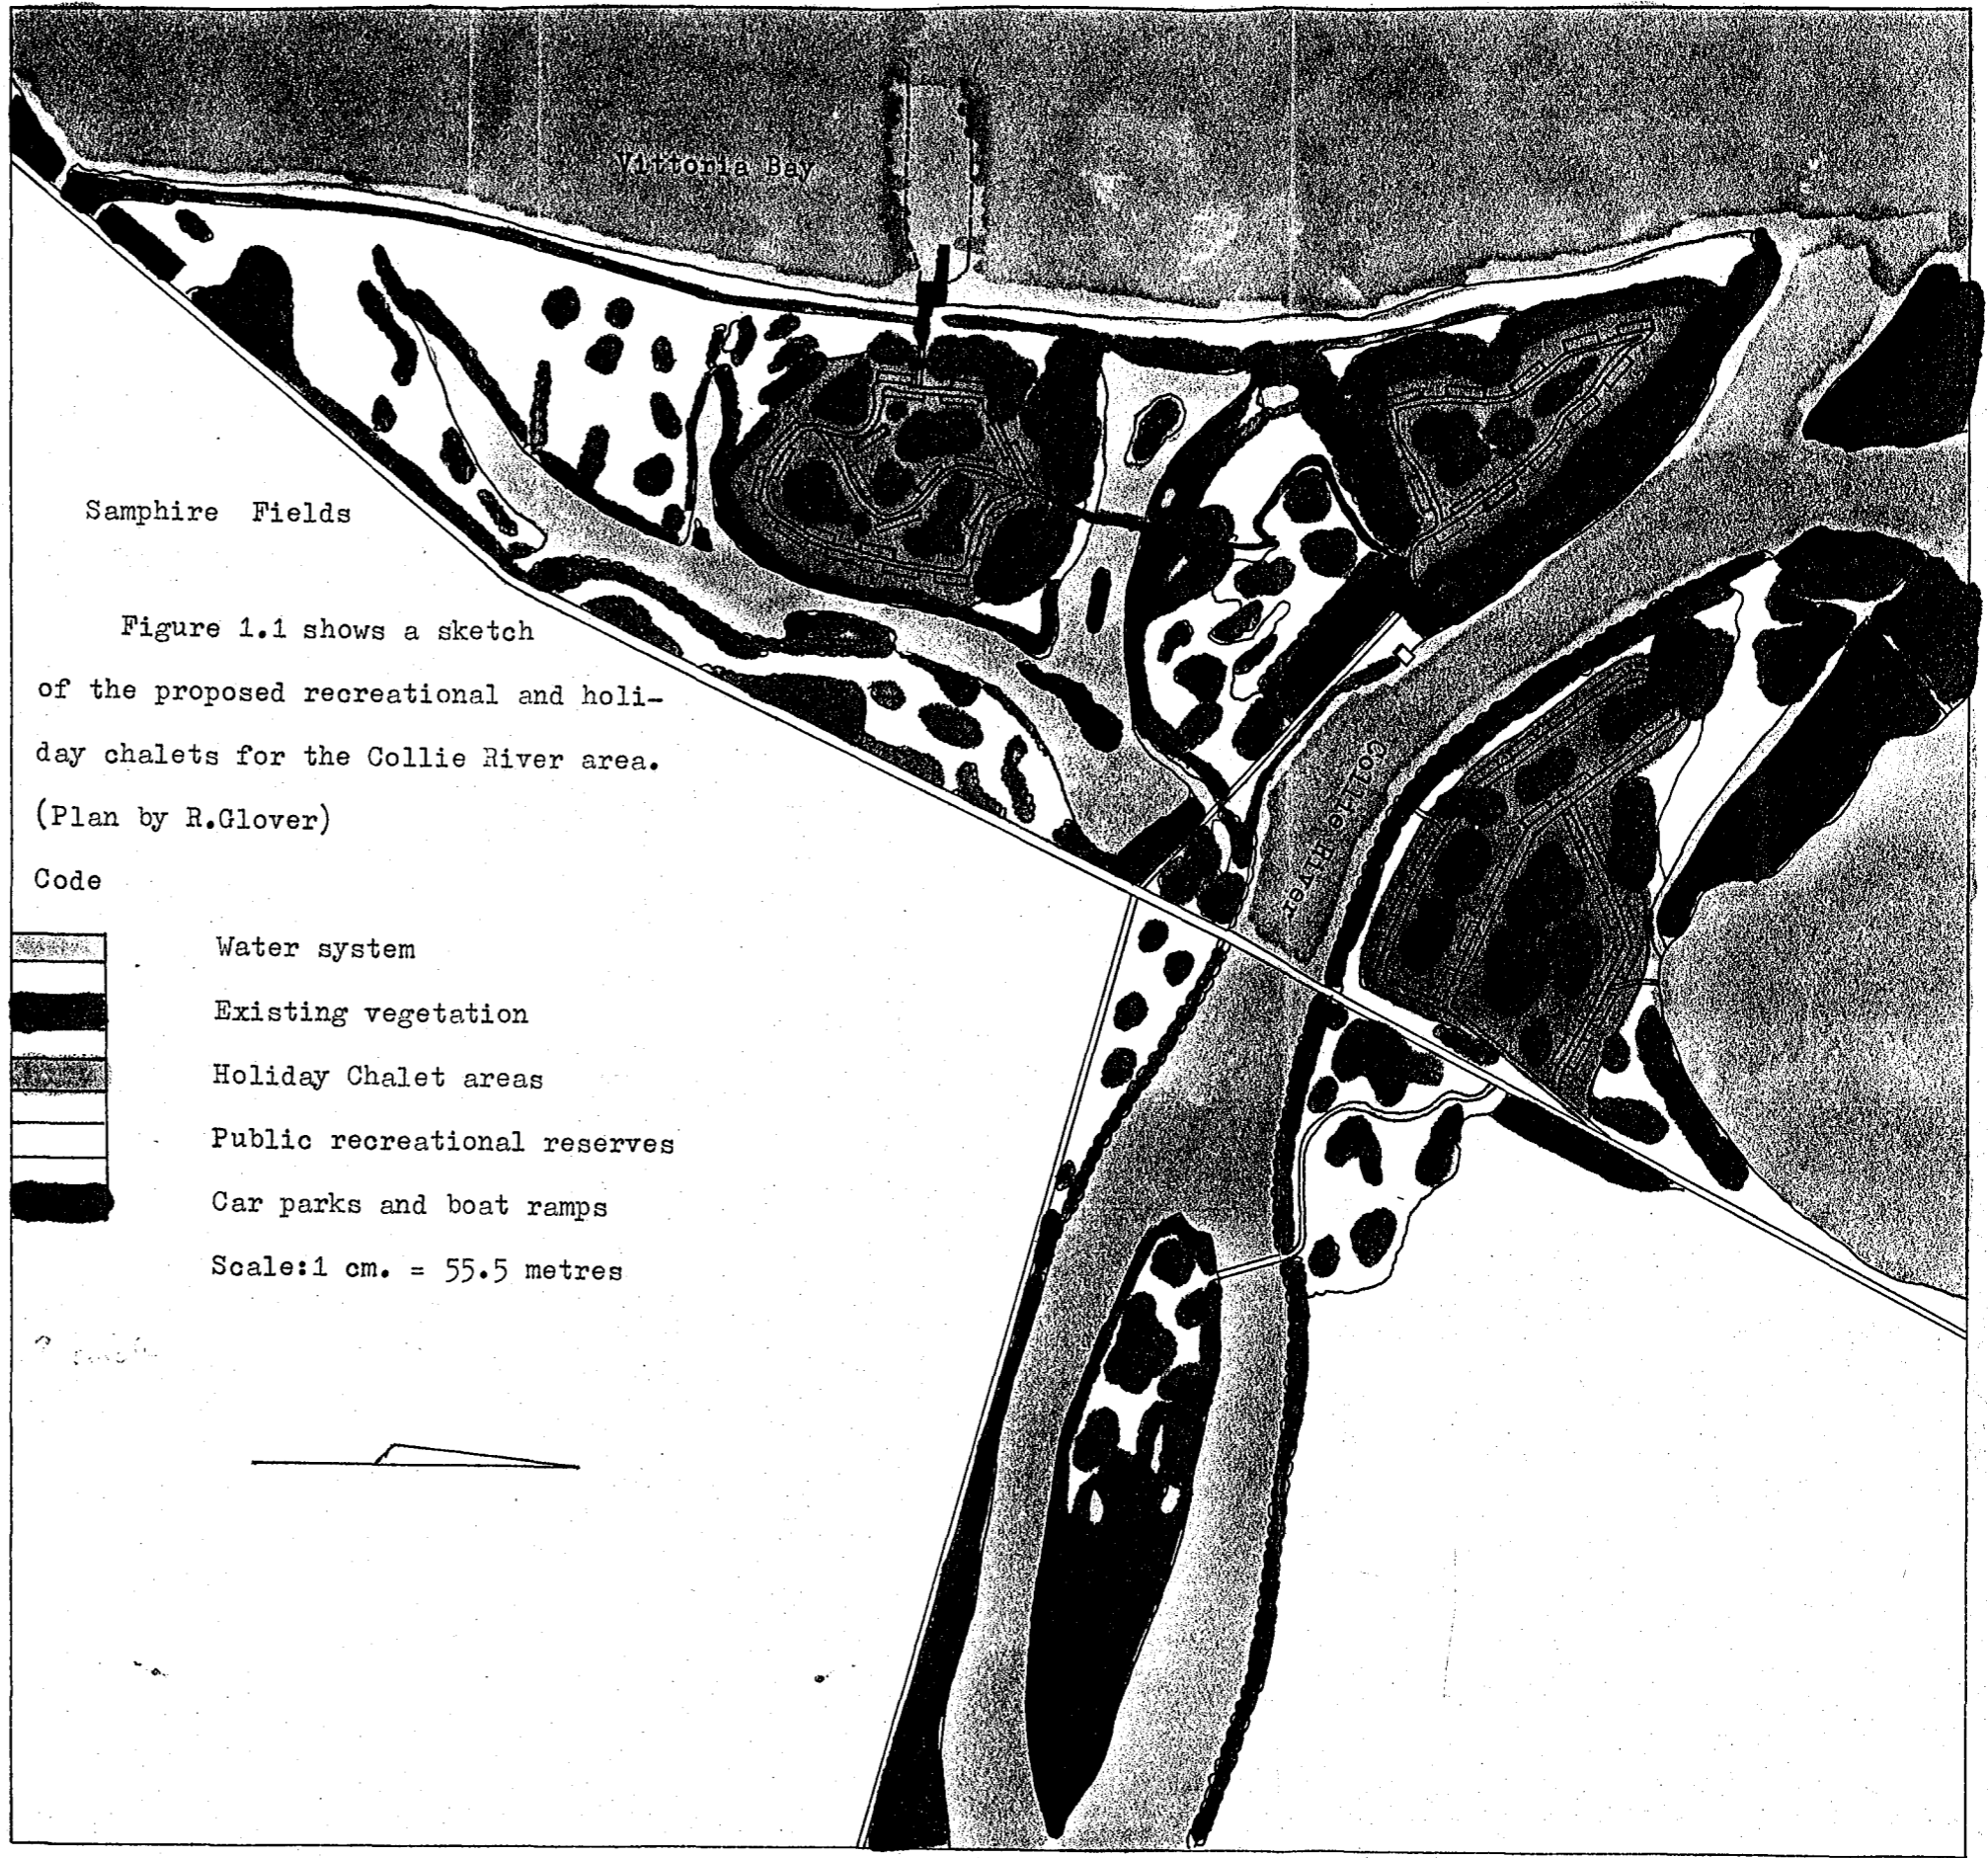 Vittoria Bay
Samphire Fields
Figure 1.1 shows a sketch
of the proposed recreational and holi-
day chalets for the Collie River area.
(Plan by R.Glover)
Code
Water system
Existing vegetation
Holiday Chalet areas
Public recreational reserves
Car parks and boat ramps
Scale:1 cm. = 55.5 metres
Collie River